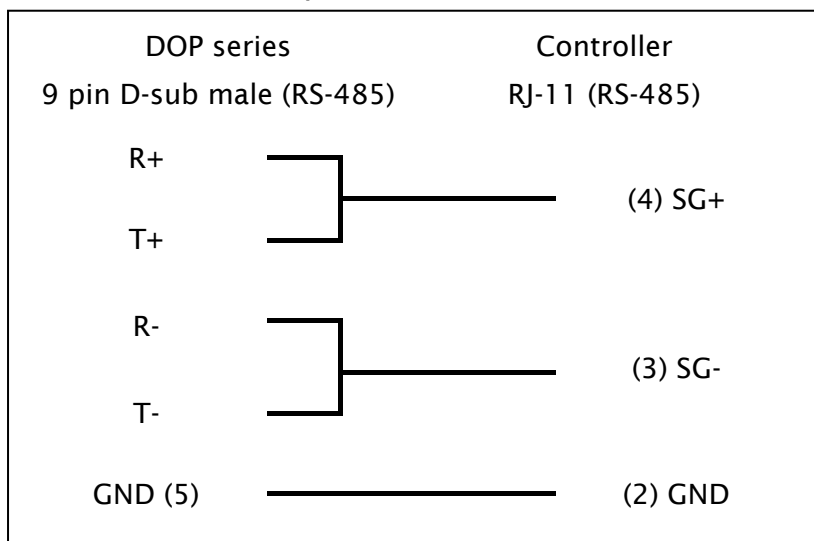 DOP series Controller
9 pin D-sub male (RS-485) RJ-11 (RS-485)
R+
(4) SG+
T+
R-
(3) SG-
T-
GND (5) (2) GND